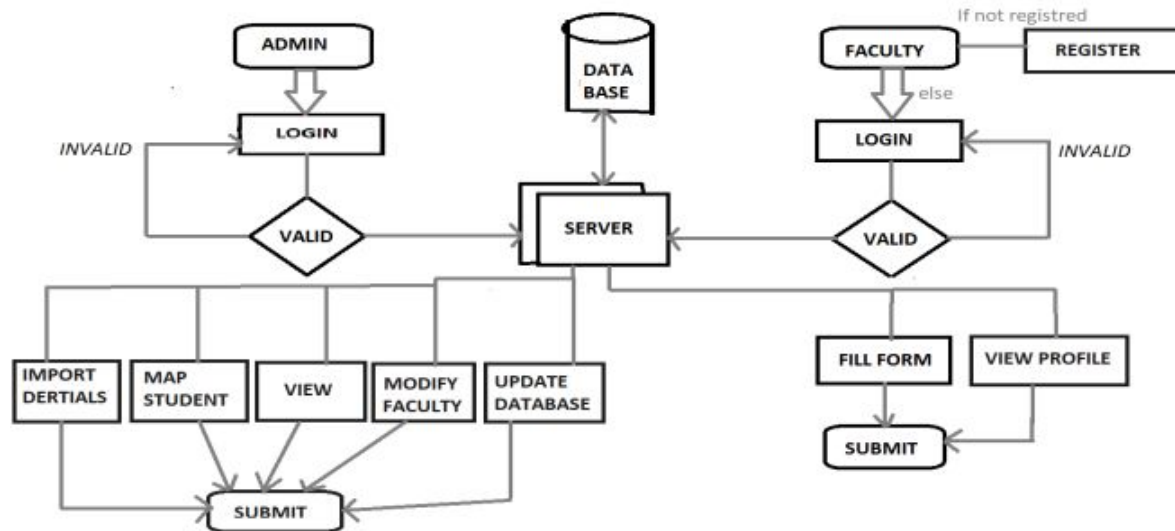 If not registred
ADMIN
DATA
BASE
FACULTY
REGISTER
else
LOGIN
LOGIN
INVALID
INVALID
VALID
SERVER
VALID
IMPORT
DERTIALS
MAP
STUDENT
VIEW
MODIFY
FACULTY
UPDATE
DATABASE
FILL FORM
VIEW PROFILE
SUBMIT
SUBMIT